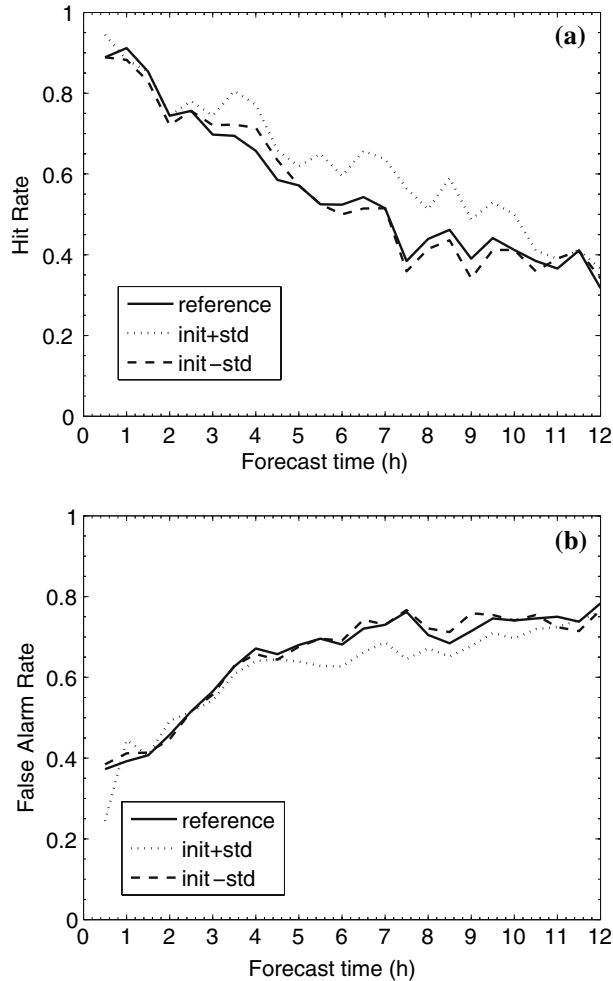 (a)
Hit Rate
1
0.8
0.6
0.4
0.2
0
reference
init+std
init−std
0 1 2 3 4 5 6 7 8 9 10 11 12
Forecast time (h)
(b)
False Alarm Rate
1
0.8
0.6
0.4
0.2
0
reference
init+std
init−std
0 1 2 3 4 5 6 7 8 9 10 11 12
Forecast time (h)